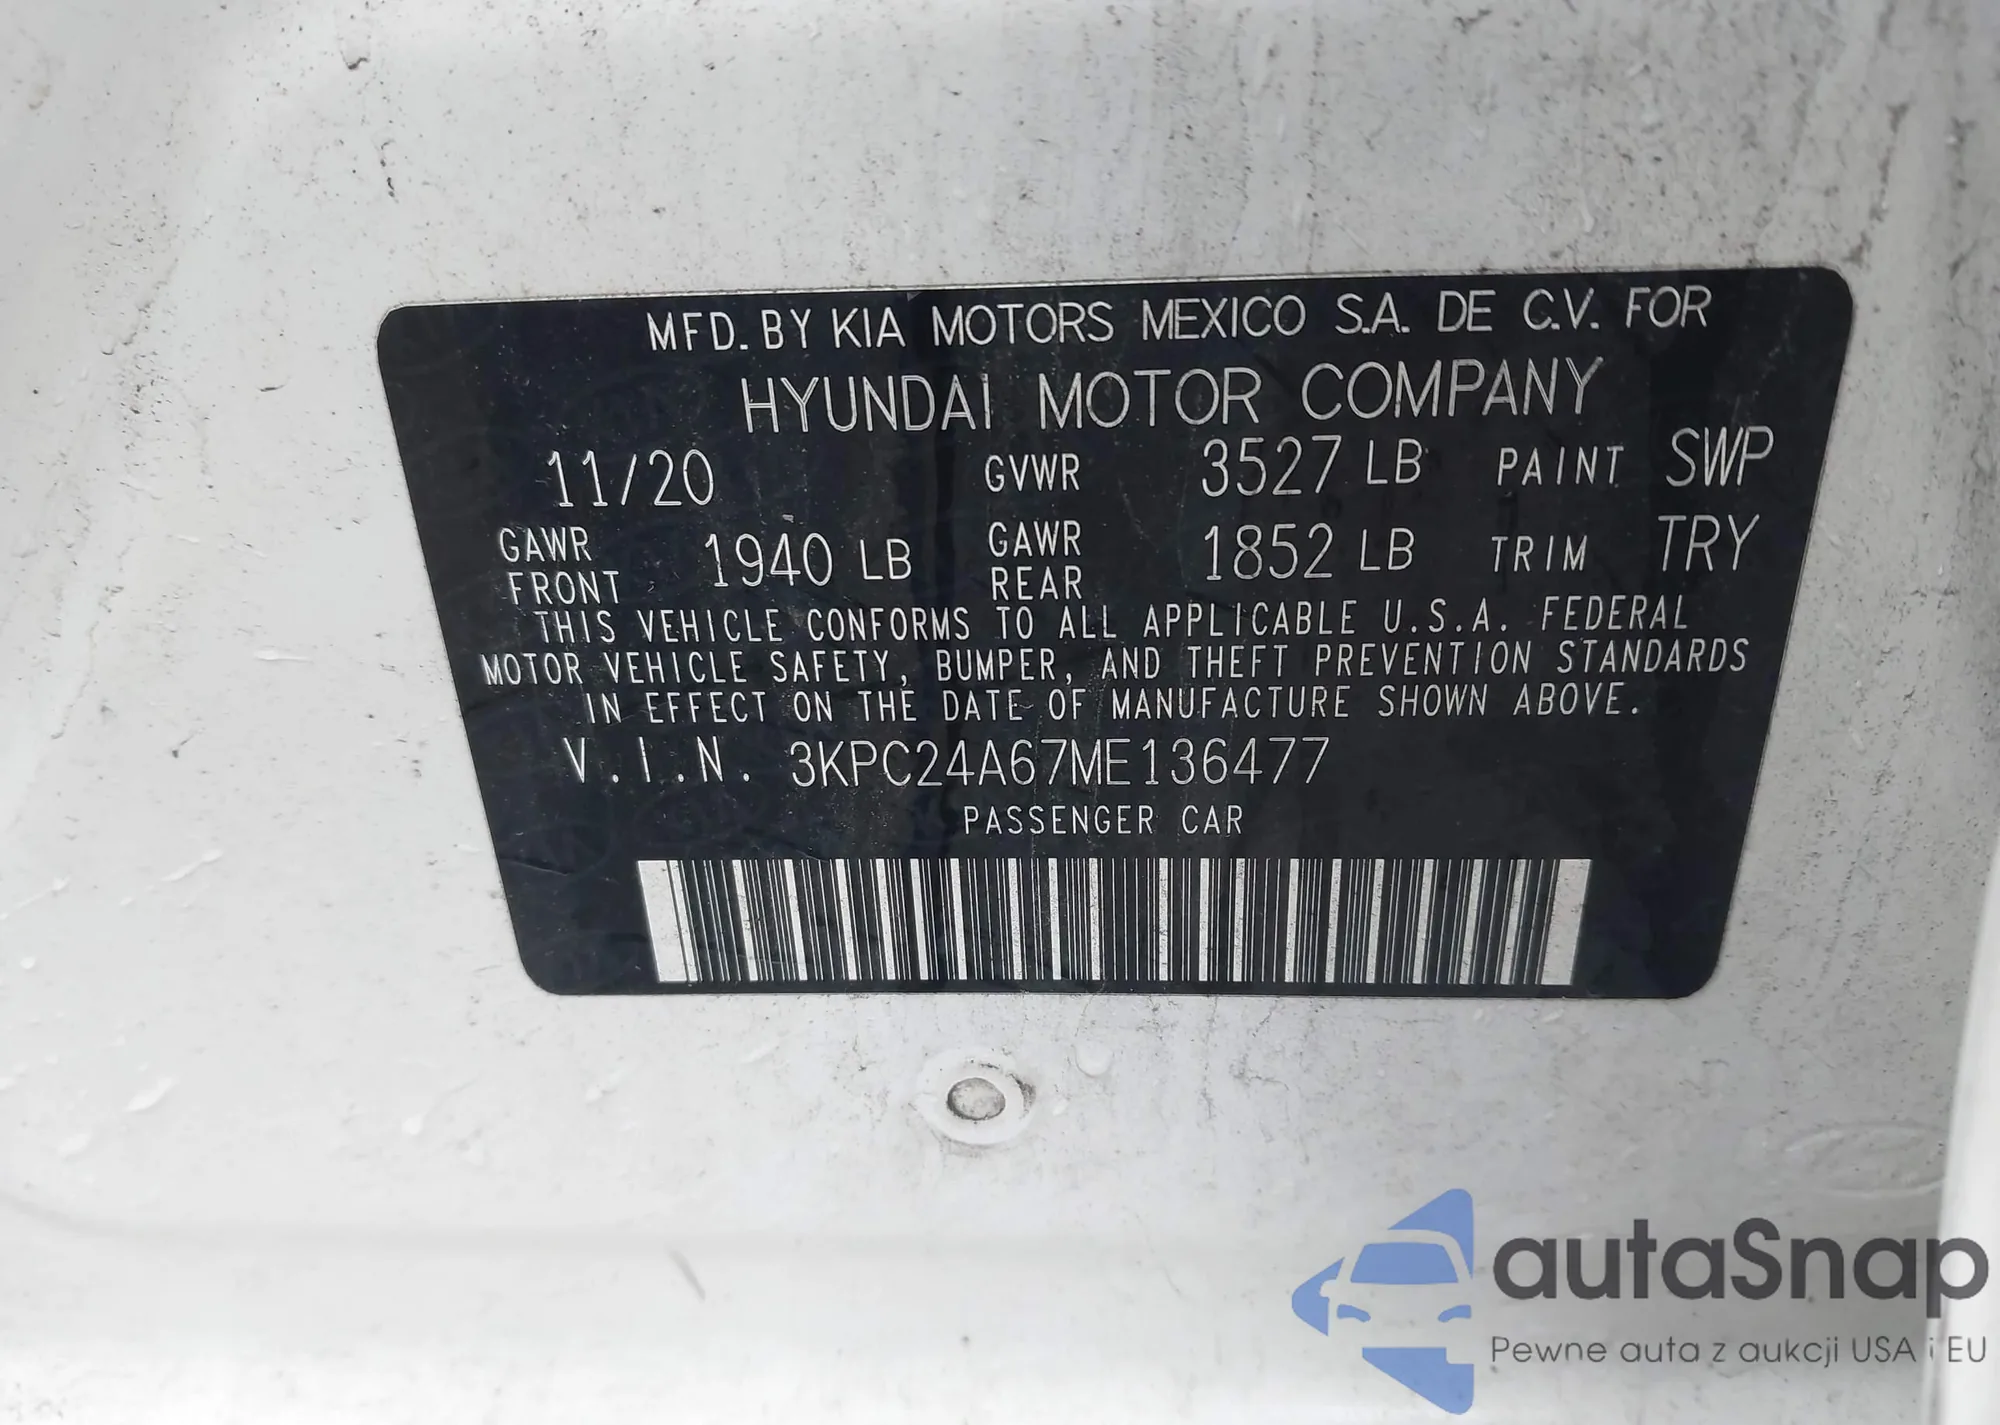 MFD. BY KIA MOTORS MEXICO S.A. DE C.V. FOR
HYUNDAI MOTOR COMPANY
11/20 GVWR 3527 LB PAINT SWP
GAWR FRONT 1940 LB GAWR REAR 1852 LB TRIM TRY
THIS VEHICLE CONFORMS TO ALL APPLICABLE U.S.A. FEDERAL
MOTOR VEHICLE SAFETY, BUMPER, AND THEFT PREVENTION STANDARDS
IN EFFECT ON THE DATE OF MANUFACTURE SHOWN ABOVE.
V.I.N. 3KPC24A67ME136477
PASSENGER CAR
autaSnap
Pewne auta z aukcji USA i EU